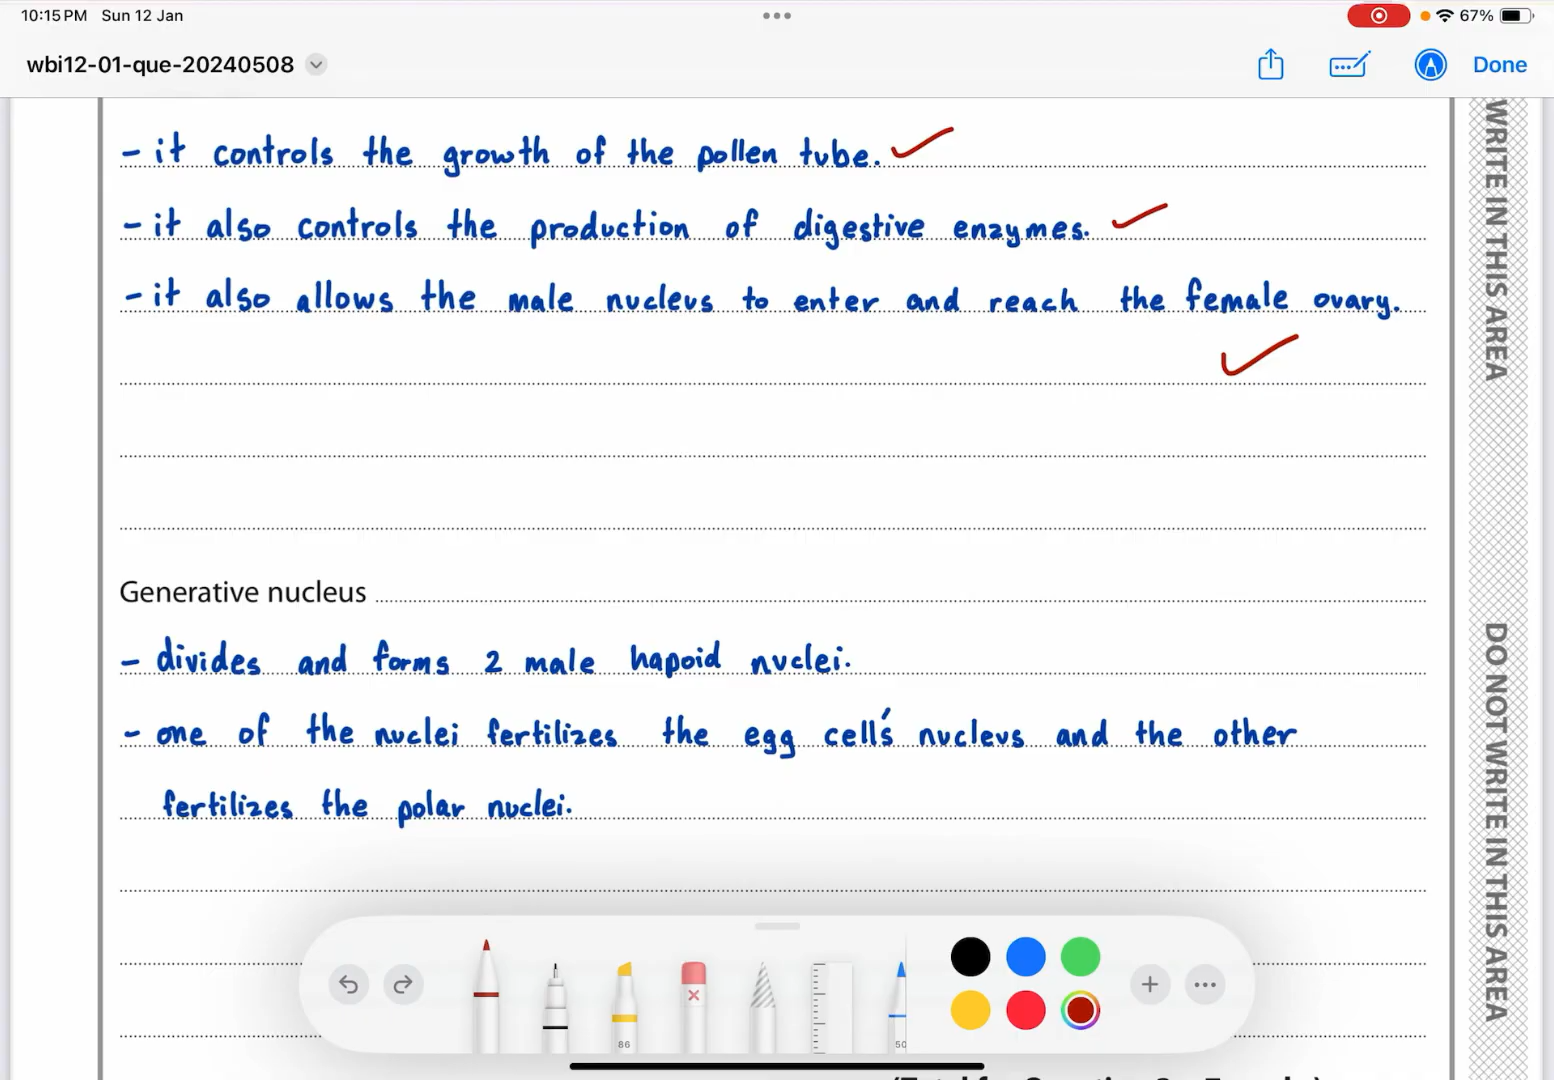 10:15 PM Sun 12 Jan
67%
wbi12-01-que-20240508
Done
- it controls the growth of the pollen tube.
- it also controls the production of digestive enzymes.
- it also allows the male nucleus to enter and reach the female ovary.
Generative nucleus
- divides and forms 2 male hapoid nuclei.
- one of the nuclei fertilizes the egg cell's nucleus and the other
fertilizes the polar nuclei.
WRITE IN THIS AREA
DO NOT WRITE IN THIS AREA
86
50